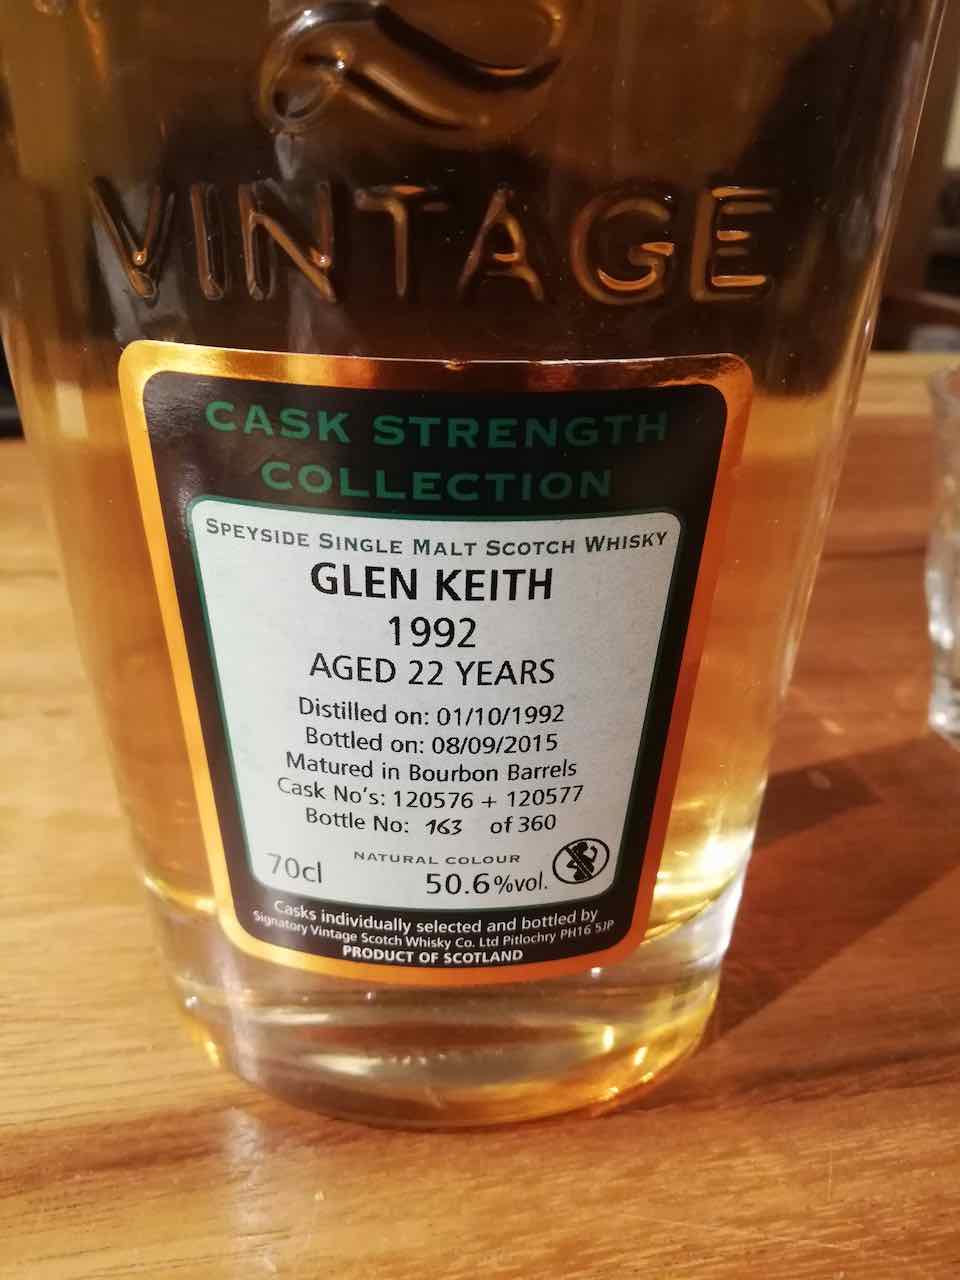 VINTAGE
CASK STRENGTH
COLLECTION
SPEYSIDE SINGLE MALT SCOTCH WHISKY
GLEN KEITH
1992
AGED 22 YEARS
Distilled on: 01/10/1992
Bottled on: 08/09/2015
Matured in Bourbon Barrels
Cask No's: 120576 + 120577
Bottle No: 163 of 360
NATURAL COLOUR
70cl 50.6%vol.
Casks individually selected and bottled by
Signatory Vintage Scotch Whisky Co. Ltd Pitlochry PH16 5JP
PRODUCT OF SCOTLAND